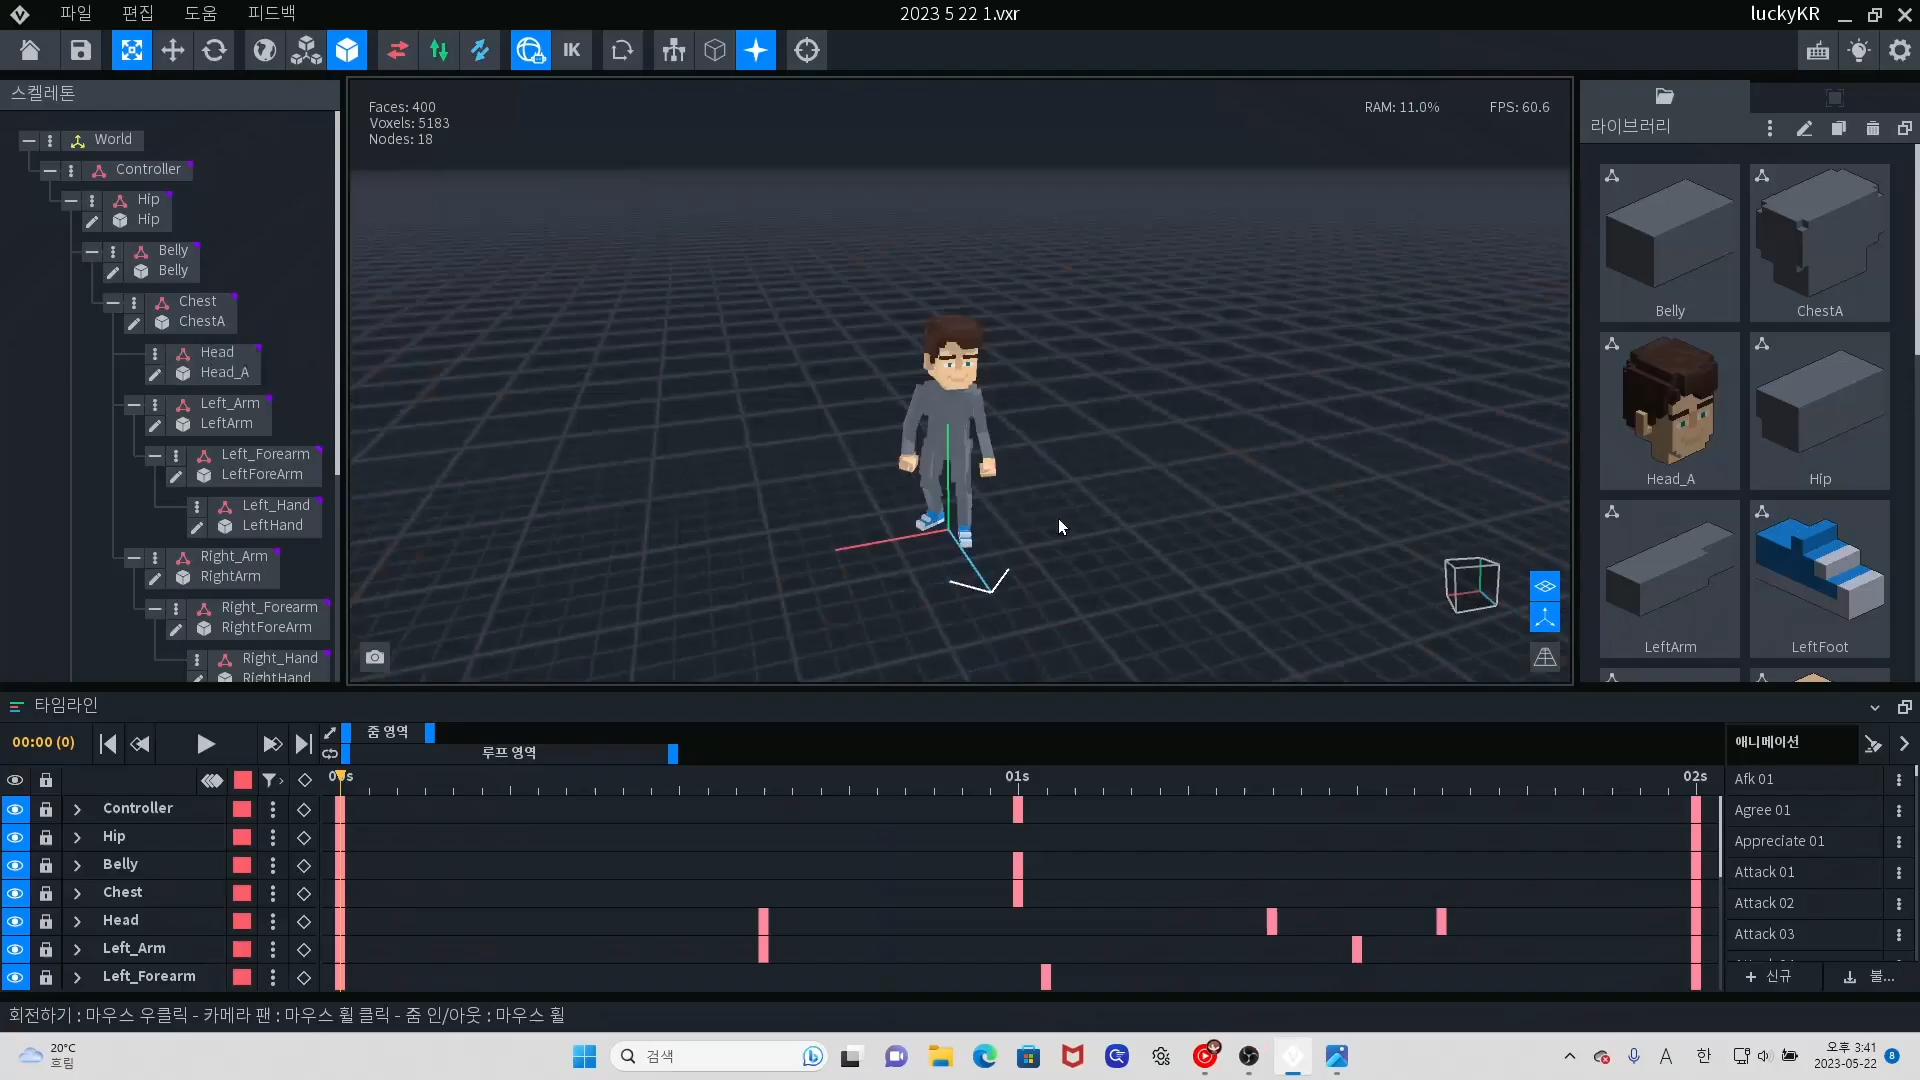 파일 편집 도움 피드백
2023 5 22 1.vxr
luckyKR
IK
스켈레톤
World
Controller
Hip
Hip
Belly
Belly
Chest
ChestA
Head
Head_A
Left_Arm
LeftArm
Left_Forearm
LeftForeArm
Left_Hand
LeftHand
Right_Arm
RightArm
Right_Forearm
RightForeArm
Right_Hand
RightHand
Faces: 400
Voxels: 5183
Nodes: 18
RAM: 11.0%
FPS: 60.6
라이브러리
Belly
ChestA
Head_A
Hip
LeftArm
LeftFoot
타임라인
00:00 (0)
줌 영역
루프 영역
01s
02s
Controller
Hip
Belly
Chest
Head
Left_Arm
Left_Forearm
애니메이션
Afk 01
Agree 01
Appreciate 01
Attack 01
Attack 02
Attack 03
신규
불...
회전하기 : 마우스 우클릭 - 카메라 팬 : 마우스 휠 클릭 - 줌 인/아웃 : 마우스 휠
20°C
흐림
검색
A
한
오후 3:41
2023-05-22
8